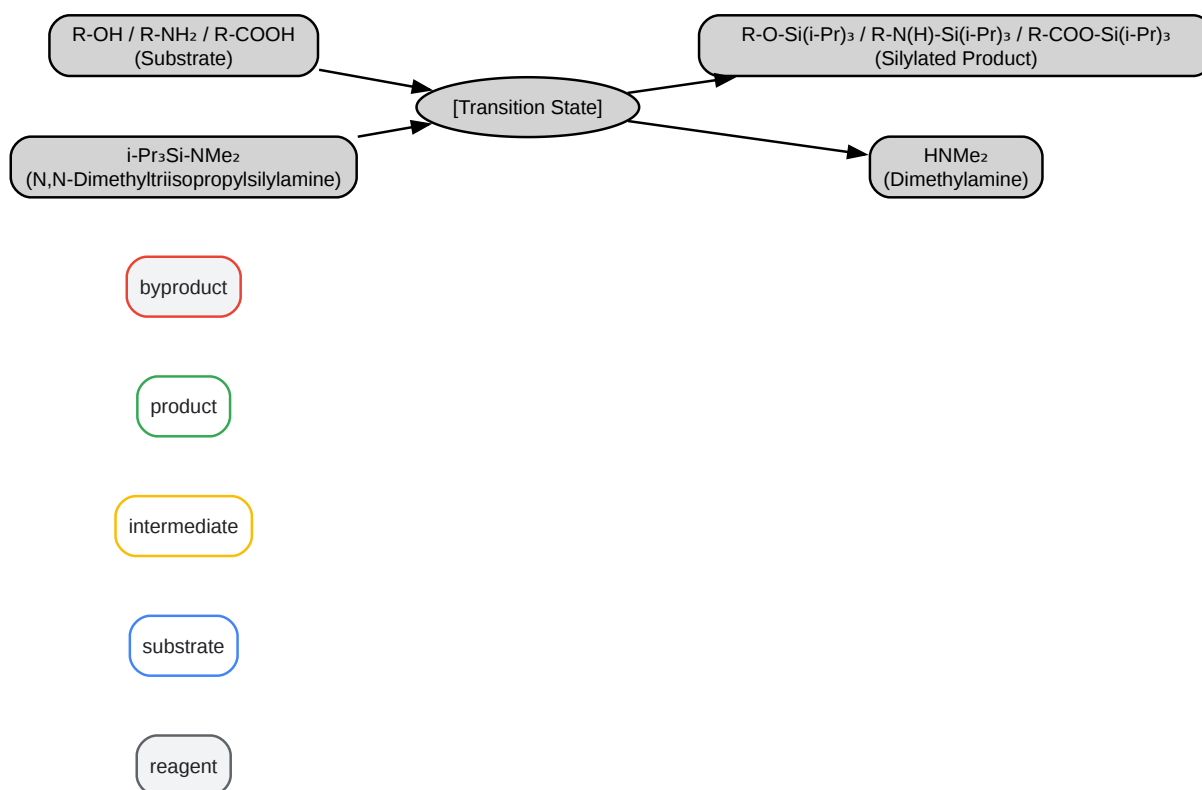 R-OH / R-NH₂ / R-COOH
(Substrate)
R-O-Si(i-Pr)₃ / R-N(H)-Si(i-Pr)₃ / R-COO-Si(i-Pr)₃
(Silylated Product)
[Transition State]
i-Pr₃Si-NMe₂
(N,N-Dimethyltriisopropylsilylamine)
HNMe₂
(Dimethylamine)
byproduct
product
intermediate
substrate
reagent